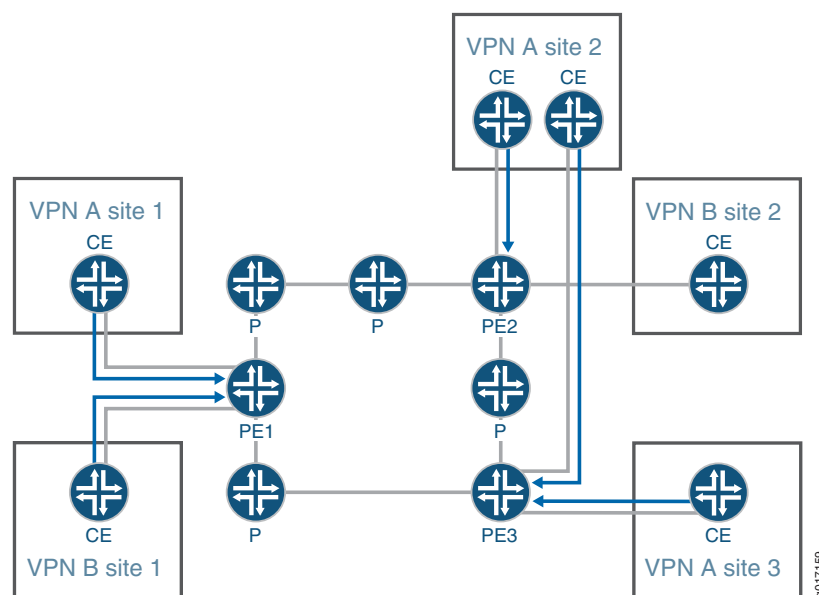 VPN A site 2
CE CE
VPN A site 1
CE
VPN B site 2
CE
P
P
PE2
PE1
P
CE
VPN B site 1
P
PE3
CE
VPN A site 3